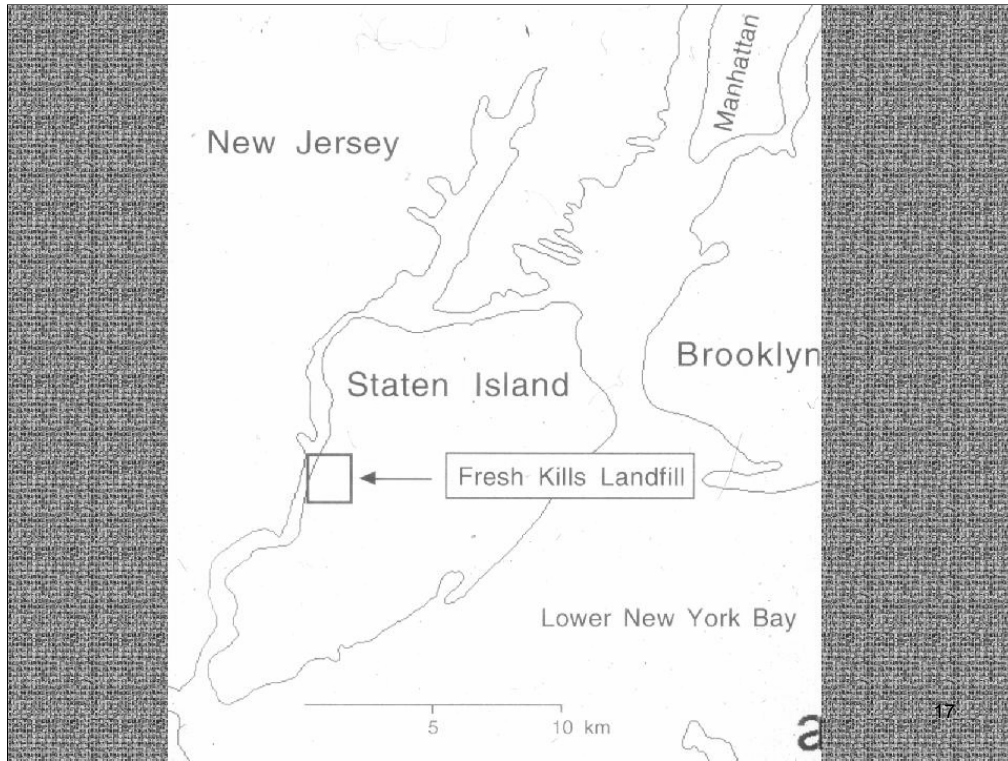 Manhattan
New Jersey
Brooklyn
Staten Island
Fresh Kills Landfill
Lower New York Bay
5 10 km
17
a